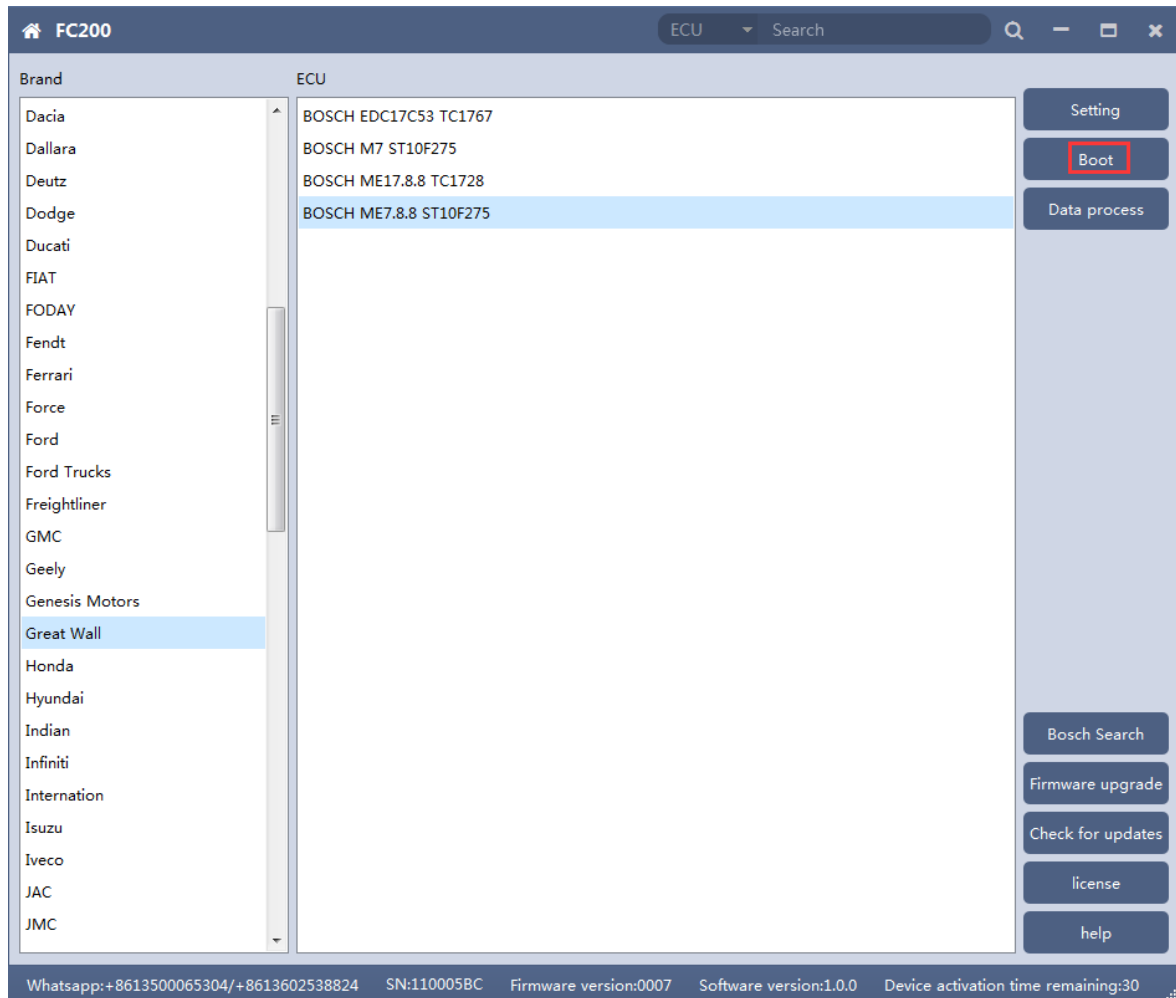 FC200
ECU Search
Brand
ECU
Dacia
Dallara
Deutz
Dodge
Ducati
FIAT
FODAY
Fendt
Ferrari
Force
Ford
Ford Trucks
Freightliner
GMC
Geely
Genesis Motors
Great Wall
Honda
Hyundai
Indian
Infiniti
Internation
Isuzu
Iveco
JAC
JMC
BOSCH EDC17C53 TC1767
BOSCH M7 ST10F275
BOSCH ME17.8.8 TC1728
BOSCH ME7.8.8 ST10F275
Setting
Boot
Data process
Bosch Search
Firmware upgrade
Check for updates
license
help
Whatsapp:+8613500065304/+8613602538824 SN:110005BC Firmware version:0007 Software version:1.0.0 Device activation time remaining:30